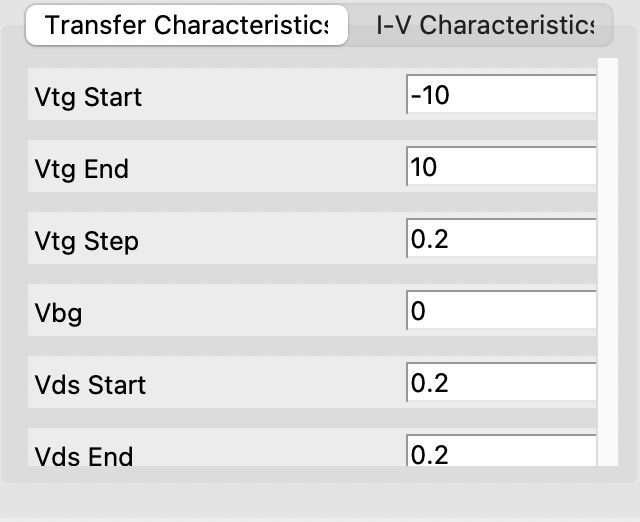 Transfer Characteristics I-V Characteristics
Vtg Start -10
Vtg End 10
Vtg Step 0.2
Vbg 0
Vds Start 0.2
Vds End 0.2